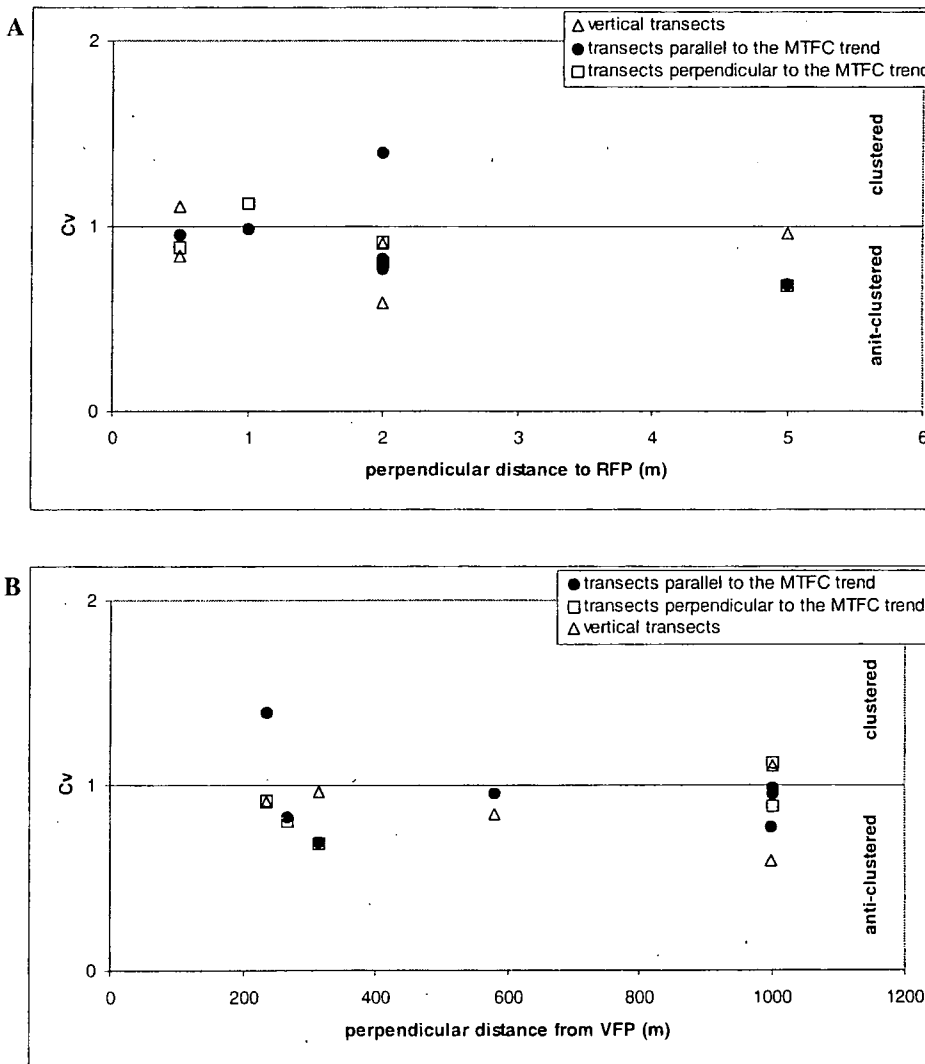 A
vertical transects
transects parallel to the MTFC trend
transects perpendicular to the MTFC trend
2
1
0
Cv
clustered
anit-clustered
0 1 2 3 4 5 6
perpendicular distance to RFP (m)
B
transects parallel to the MTFC trend
transects perpendicular to the MTFC trend
vertical transects
2
1
0
Cv
clustered
anti-clustered
0 200 400 600 800 1000 1200
perpendicular distance from VFP (m)